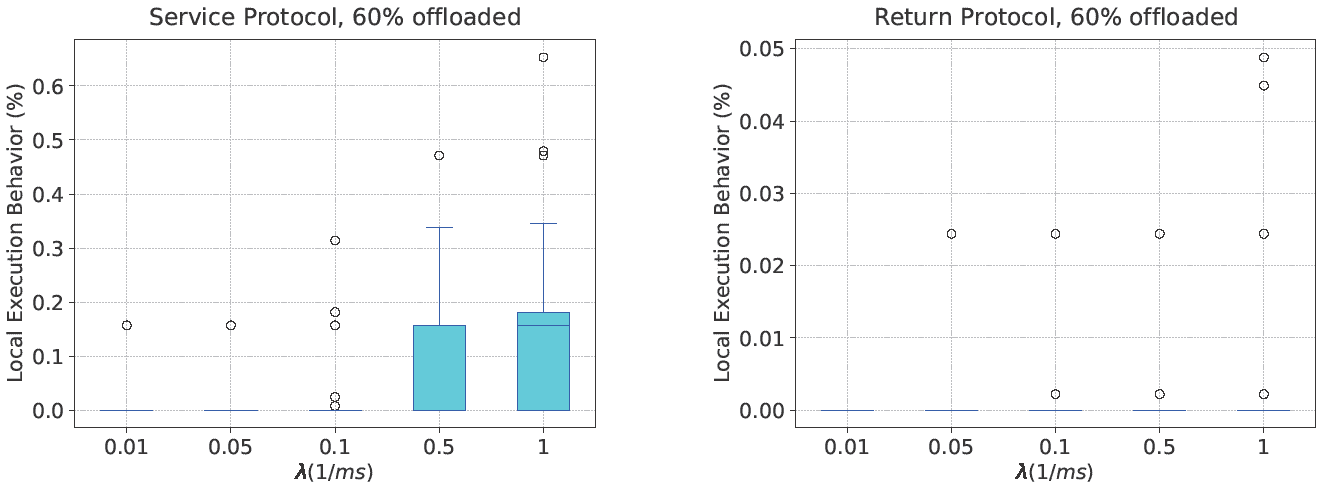 Service Protocol, 60% offloaded
Local Execution Behavior (%)
0.6
0.5
0.4
0.3
0.2
0.1
0.0
0.01 0.05 0.1 0.5 1
λ(1/ms)
Return Protocol, 60% offloaded
Local Execution Behavior (%)
0.05
0.04
0.03
0.02
0.01
0.00
0.01 0.05 0.1 0.5 1
λ(1/ms)